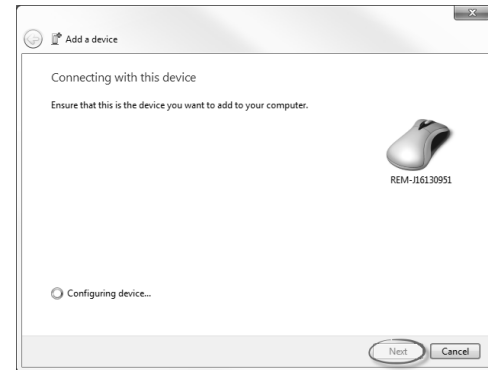 Add a device
Connecting with this device
Ensure that this is the device you want to add to your computer.
REM-J16130951
Configuring device...
Next
Cancel